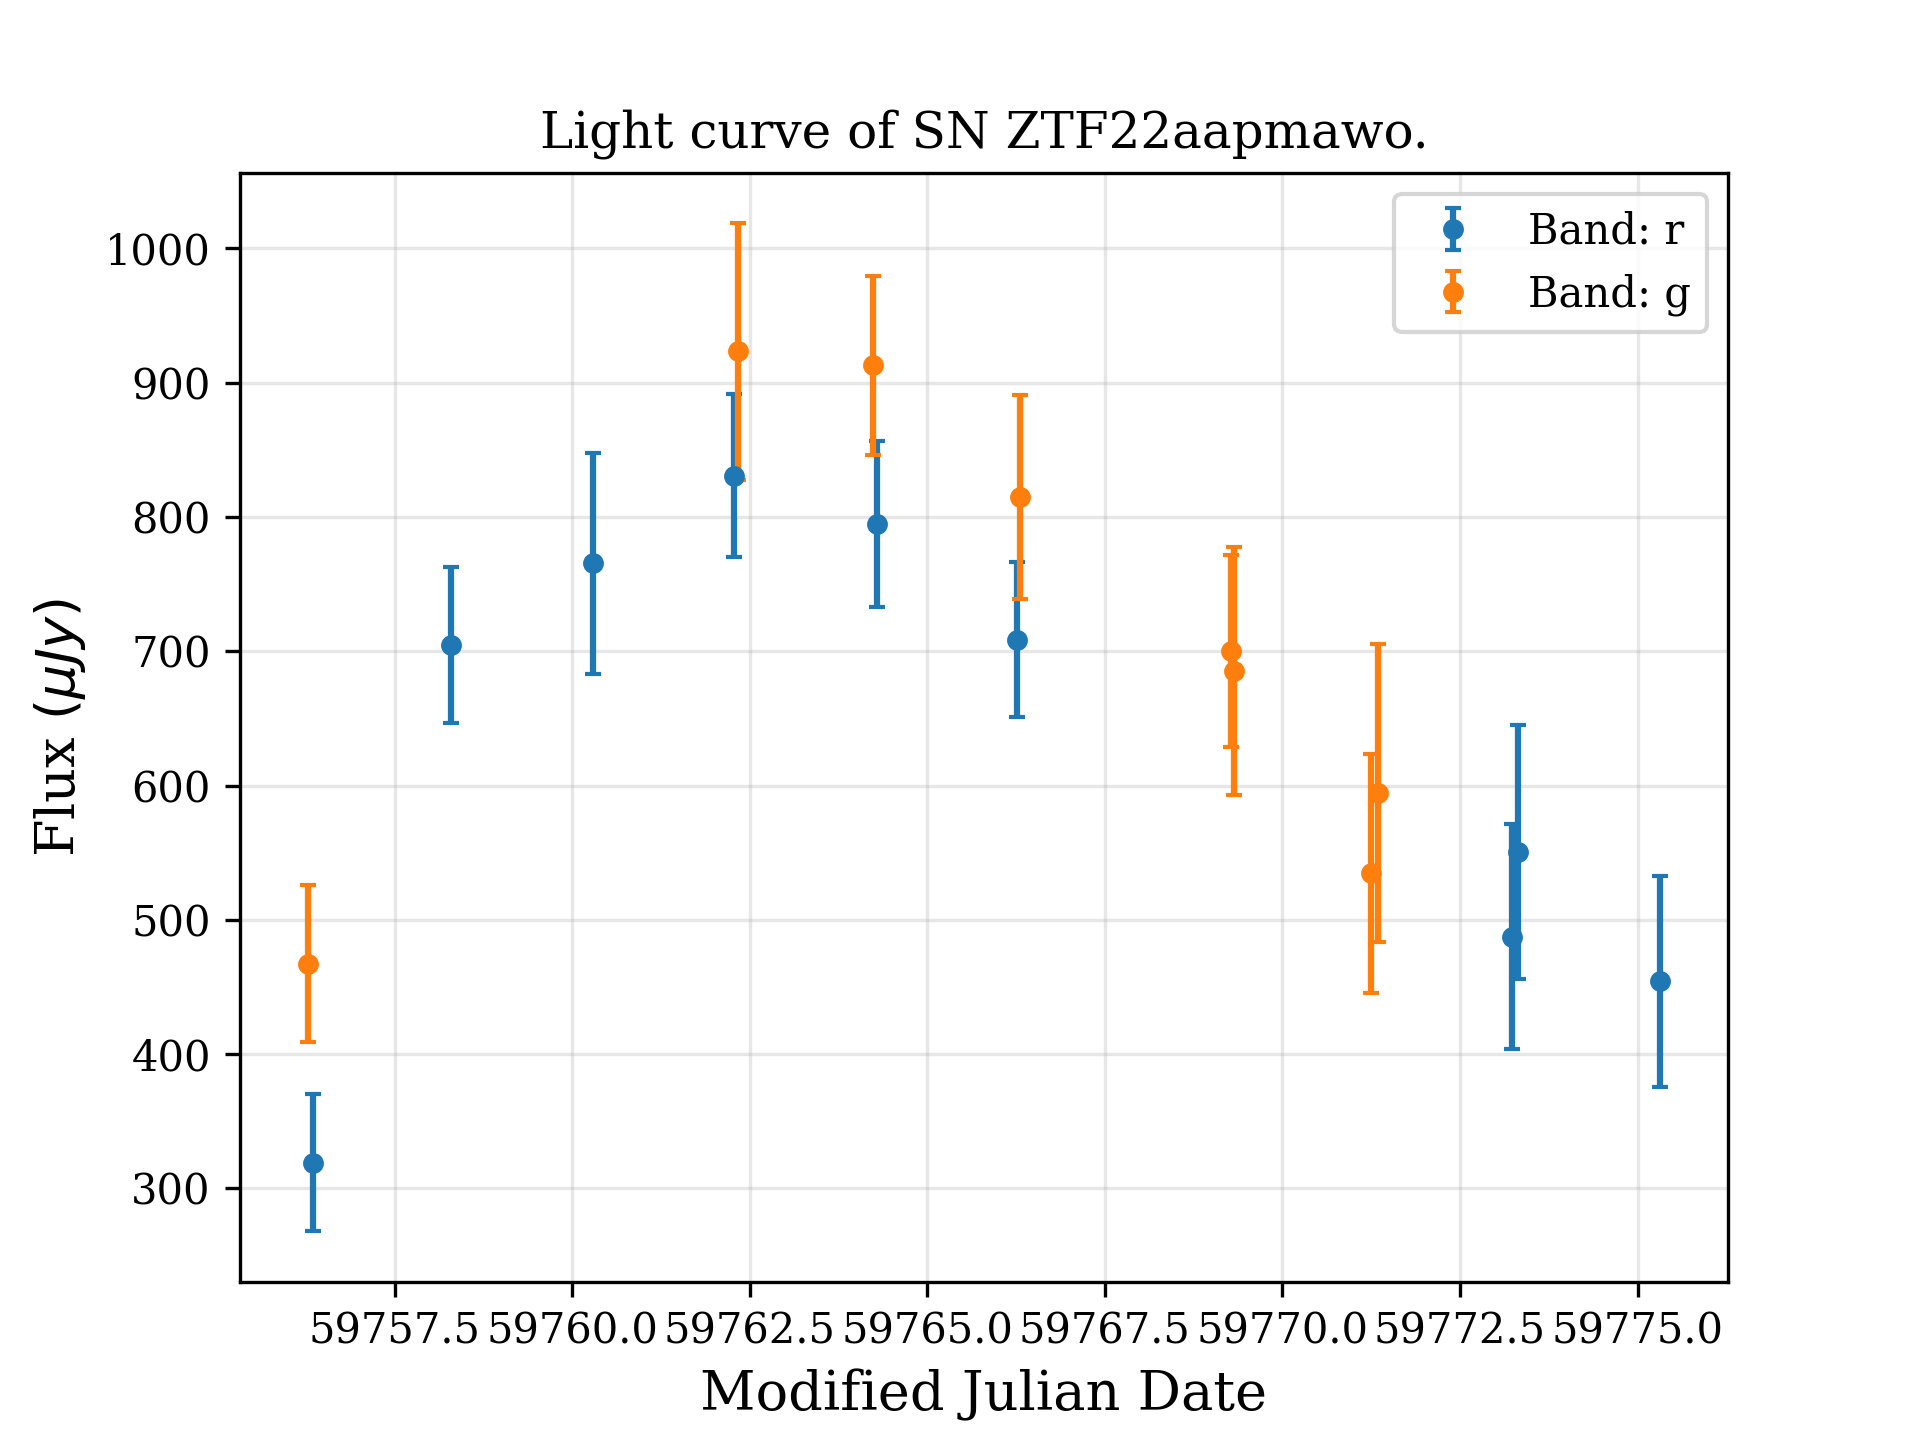 Light curve of SN ZTF22aapmawo.
Band: r
Band: g
1000
900
800
700
600
500
400
300
Flux (μJy)
59757.5 59760.0 59762.5 59765.0 59767.5 59770.0 59772.5 59775.0
Modified Julian Date